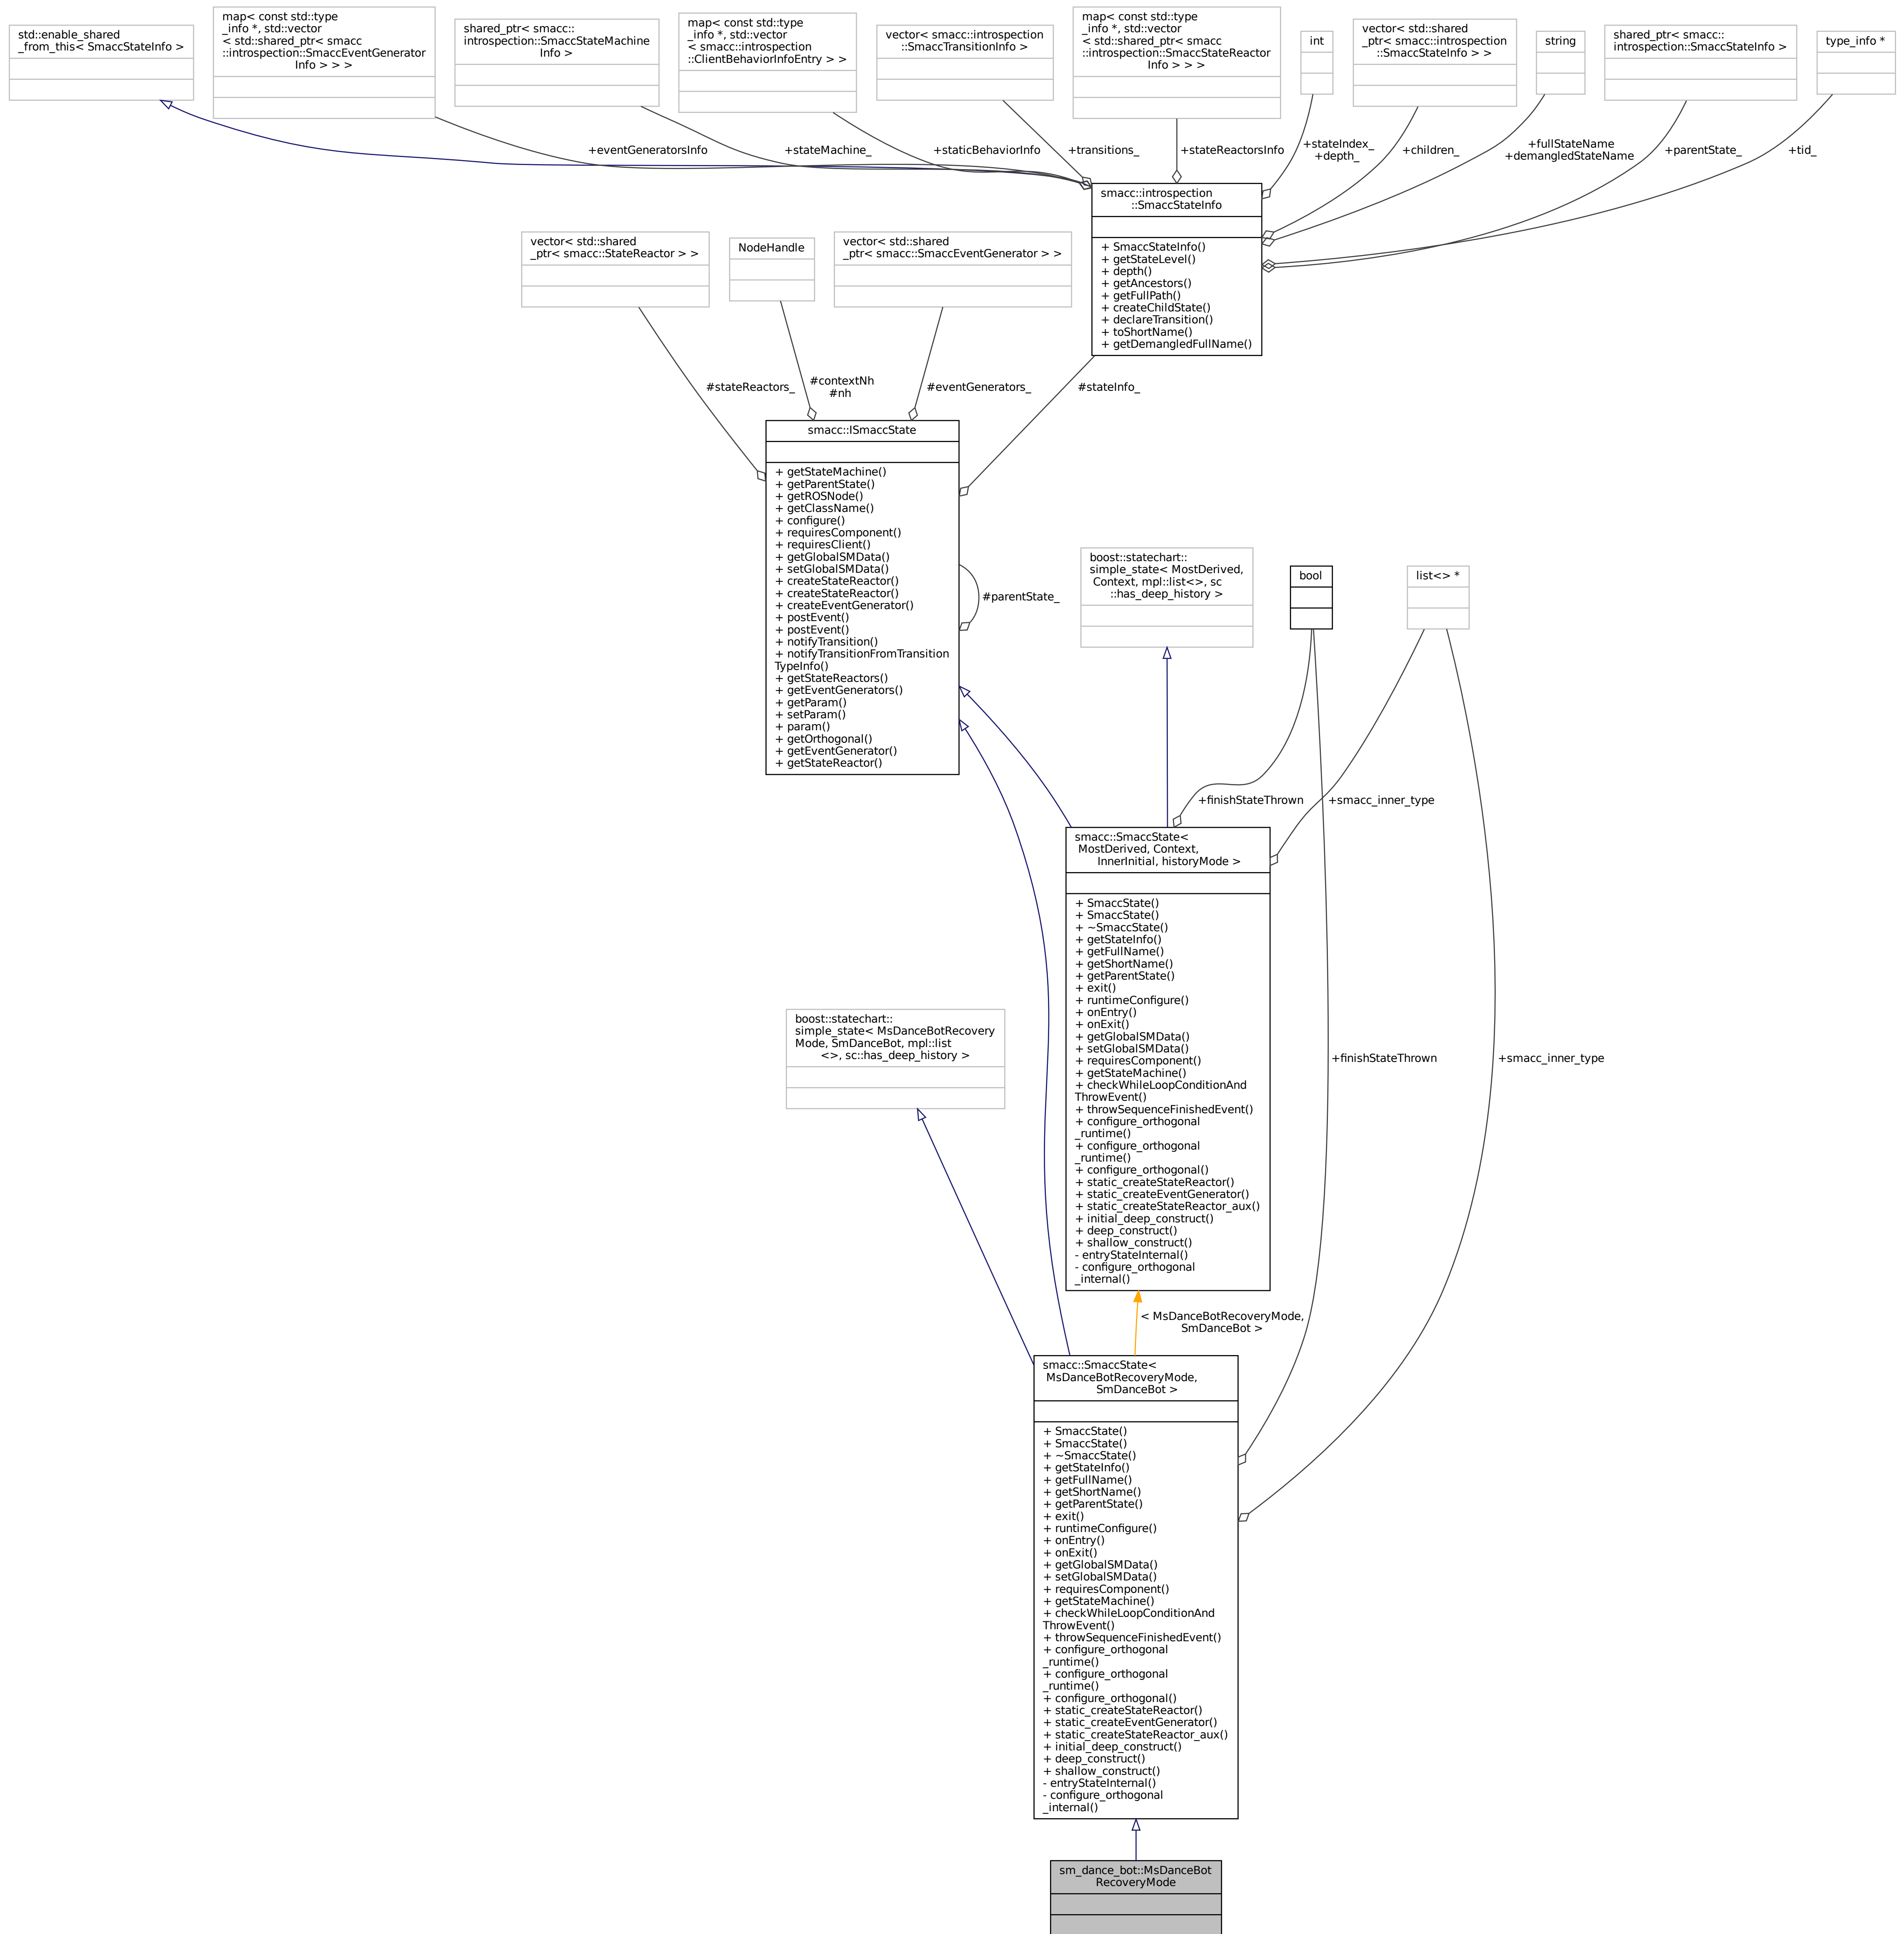 std::enable_shared
_from_this< SmaccStateInfo >
map< const std::type
_info *, std::vector
< std::shared_ptr< smacc
::introspection::SmaccEventGenerator
Info > > >
shared_ptr< smacc::
introspection::SmaccStateMachine
Info >
map< const std::type
_info *, std::vector
< smacc::introspection
::ClientBehaviorInfoEntry > >
vector< smacc::introspection
::SmaccTransitionInfo >
map< const std::type
_info *, std::vector
< std::shared_ptr< smacc
::introspection::SmaccStateReactor
Info > > >
int
vector< std::shared
_ptr< smacc::introspection
::SmaccStateInfo > >
string
shared_ptr< smacc::
introspection::SmaccStateInfo >
type_info *
+eventGeneratorsInfo
+stateMachine_
+staticBehaviorInfo
+transitions_
+stateReactorsInfo
+stateIndex_
+depth_
+children_
+fullStateName
+demangledStateName
+parentState_
+tid_
smacc::introspection
::SmaccStateInfo
+ SmaccStateInfo()
+ getStateLevel()
+ depth()
+ getAncestors()
+ getFullPath()
+ createChildState()
+ declareTransition()
+ toShortName()
+ getDemangledFullName()
vector< std::shared
_ptr< smacc::StateReactor > >
NodeHandle
vector< std::shared
_ptr< smacc::SmaccEventGenerator > >
#stateReactors_
#contextNh
#nh
#eventGenerators_
#stateInfo_
smacc::ISmaccState
+ getStateMachine()
+ getParentState()
+ getROSNode()
+ getClassName()
+ configure()
+ requiresComponent()
+ requiresClient()
+ getGlobalSMData()
+ setGlobalSMData()
+ createStateReactor()
+ createStateReactor()
+ createEventGenerator()
+ postEvent()
+ postEvent()
+ notifyTransition()
+ notifyTransitionFromTransition
TypeInfo()
+ getStateReactors()
+ getEventGenerators()
+ getParam()
+ setParam()
+ param()
+ getOrthogonal()
+ getEventGenerator()
+ getStateReactor()
#parentState_
boost::statechart::
simple_state< MostDerived,
Context, mpl::list<>, sc
::has_deep_history >
bool
list<> *
+finishStateThrown
+smacc_inner_type
smacc::SmaccState<
MostDerived, Context,
InnerInitial, historyMode >
+ SmaccState()
+ SmaccState()
+ ~SmaccState()
+ getStateInfo()
+ getFullName()
+ getShortName()
+ getParentState()
+ exit()
+ runtimeConfigure()
+ onEntry()
+ onExit()
+ getGlobalSMData()
+ setGlobalSMData()
+ requiresComponent()
+ getStateMachine()
+ checkWhileLoopConditionAnd
ThrowEvent()
+ throwSequenceFinishedEvent()
+ configure_orthogonal
_runtime()
+ configure_orthogonal
_runtime()
+ configure_orthogonal()
+ static_createStateReactor()
+ static_createEventGenerator()
+ static_createStateReactor_aux()
+ initial_deep_construct()
+ deep_construct()
+ shallow_construct()
- entryStateInternal()
- configure_orthogonal
_internal()
boost::statechart::
simple_state< MsDanceBotRecovery
Mode, SmDanceBot, mpl::list
<>, sc::has_deep_history >
+finishStateThrown
+smacc_inner_type
< MsDanceBotRecoveryMode,
SmDanceBot >
smacc::SmaccState<
MsDanceBotRecoveryMode,
SmDanceBot >
+ SmaccState()
+ SmaccState()
+ ~SmaccState()
+ getStateInfo()
+ getFullName()
+ getShortName()
+ getParentState()
+ exit()
+ runtimeConfigure()
+ onEntry()
+ onExit()
+ getGlobalSMData()
+ setGlobalSMData()
+ requiresComponent()
+ getStateMachine()
+ checkWhileLoopConditionAnd
ThrowEvent()
+ throwSequenceFinishedEvent()
+ configure_orthogonal
_runtime()
+ configure_orthogonal
_runtime()
+ configure_orthogonal()
+ static_createStateReactor()
+ static_createEventGenerator()
+ static_createStateReactor_aux()
+ initial_deep_construct()
+ deep_construct()
+ shallow_construct()
- entryStateInternal()
- configure_orthogonal
_internal()
sm_dance_bot::MsDanceBot
RecoveryMode